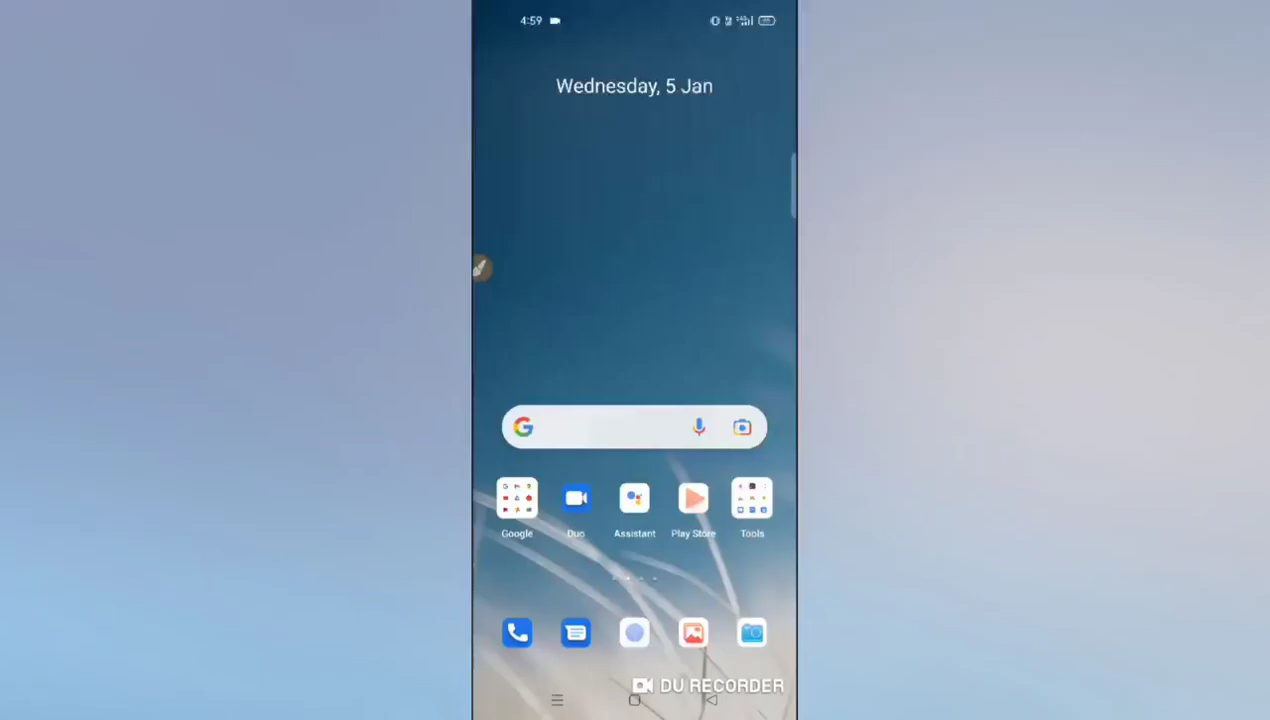 4:59
Wednesday, 5 Jan
Google
Duo
Assistant
Play Store
Tools
DU RECORDER